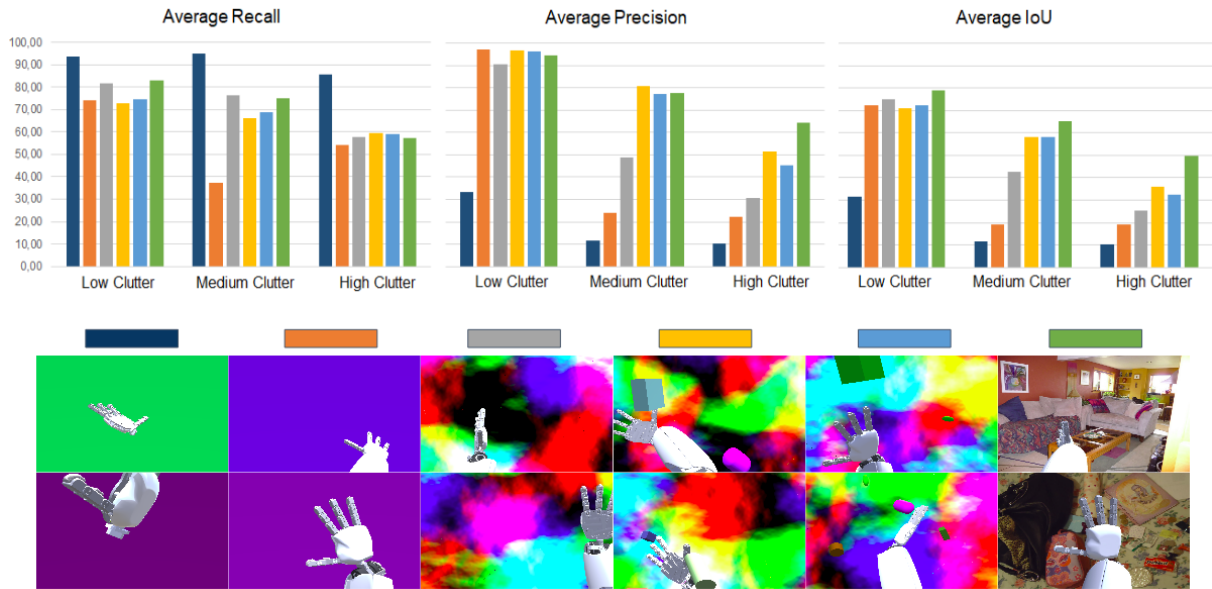 Average Recall
Average Precision
Average IoU
100,00
90,00
80,00
70,00
60,00
50,00
40,00
30,00
20,00
10,00
0,00
Low Clutter
Medium Clutter
High Clutter
Low Clutter
Medium Clutter
High Clutter
Low Clutter
Medium Clutter
High Clutter